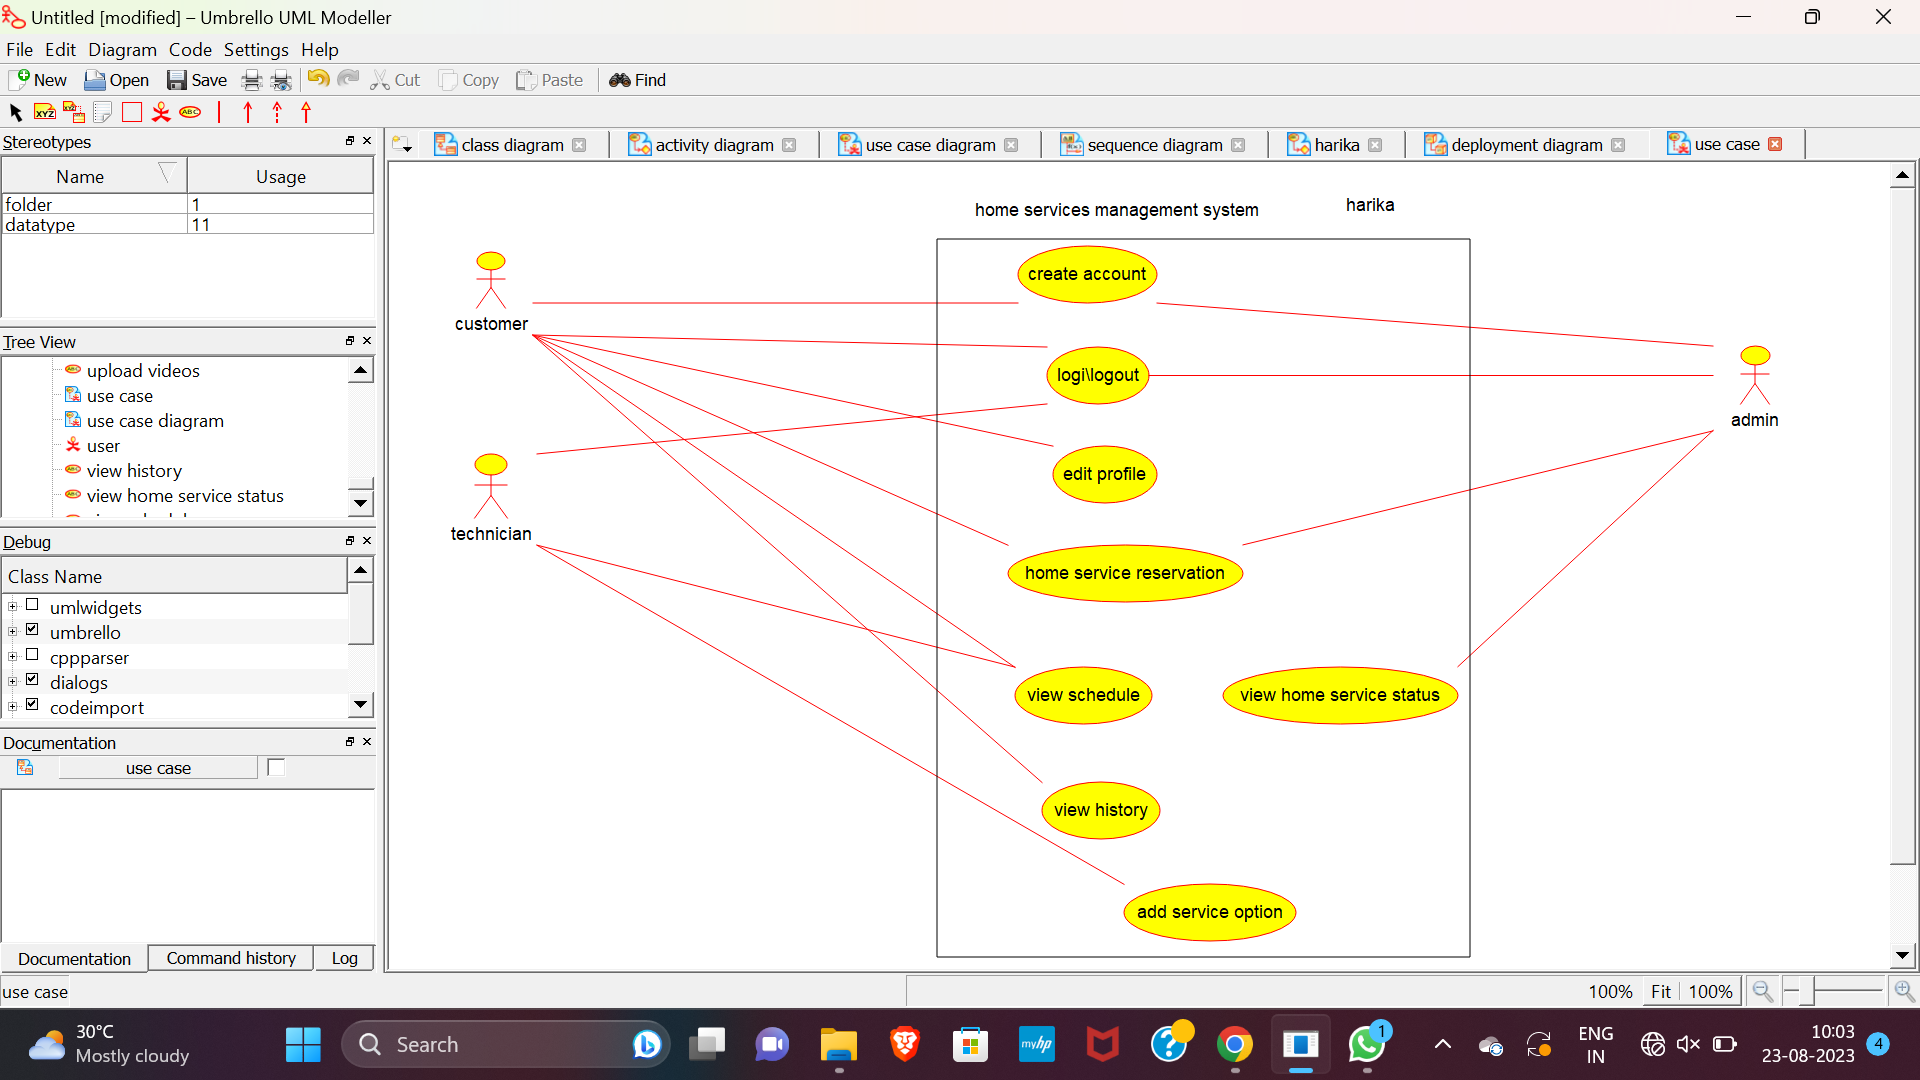 Untitled [modified] – Umbrello UML Modeller
File Edit Diagram Code Settings Help
New Open Save Cut Copy Paste Find
XYZ XYZ ABC
Stereotypes
Name Usage
folder 1
datatype 11
Tree View
upload videos
use case
use case diagram
user
view history
view home service status
Debug
Class Name
umlwidgets
umbrello
cppparser
dialogs
codeimport
Documentation
use case
Documentation Command history Log
class diagram activity diagram use case diagram sequence diagram harika deployment diagram use case
home services management system
harika
customer
technician
admin
create account
logi\logout
edit profile
home service reservation
view schedule
view home service status
view history
add service option
use case
100% Fit 100%
30°C
Mostly cloudy
Search
myhp
1
ENG
IN
10:03
23-08-2023
4